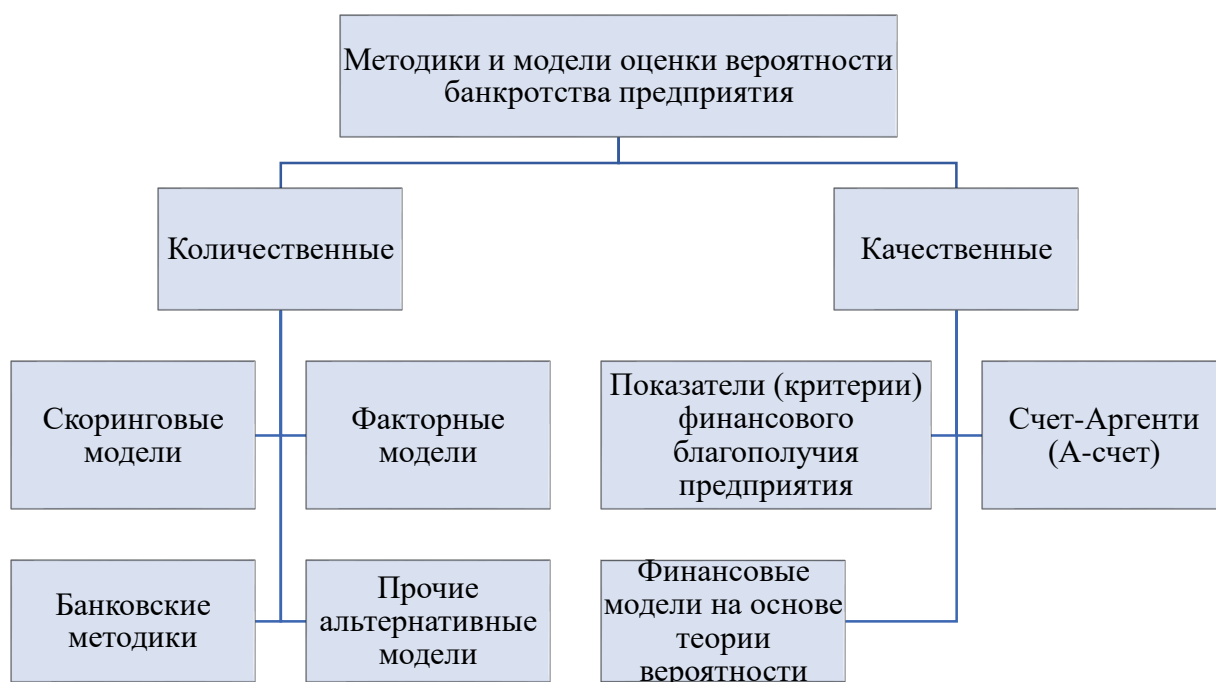 Методики и модели оценки вероятности
банкротства предприятия
Количественные
Качественные
Скоринговые
модели
Факторные
модели
Показатели (критерии)
финансового
благополучия
предприятия
Счет-Аргенти
(А-счет)
Банковские
методики
Прочие
альтернативные
модели
Финансовые
модели на основе
теории
вероятности